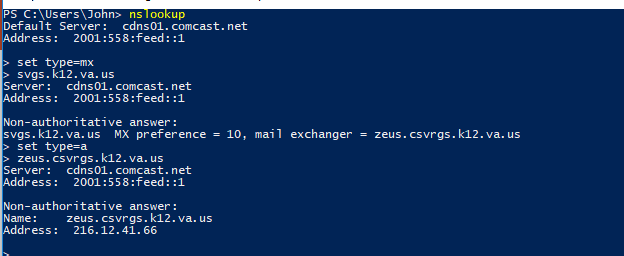 PS C:\Users\John> nslookup
Default Server:  cdns01.comcast.net
Address:  2001:558:feed::1
> set type=mx
> svgs.k12.va.us
Server:  cdns01.comcast.net
Address:  2001:558:feed::1
Non-authoritative answer:
svgs.k12.va.us  MX preference = 10, mail exchanger = zeus.csvrgs.k12.va.us
> set type=a
> zeus.csvrgs.k12.va.us
Server:  cdns01.comcast.net
Address:  2001:558:feed::1
Non-authoritative answer:
Name:    zeus.csvrgs.k12.va.us
Address:  216.12.41.66
>